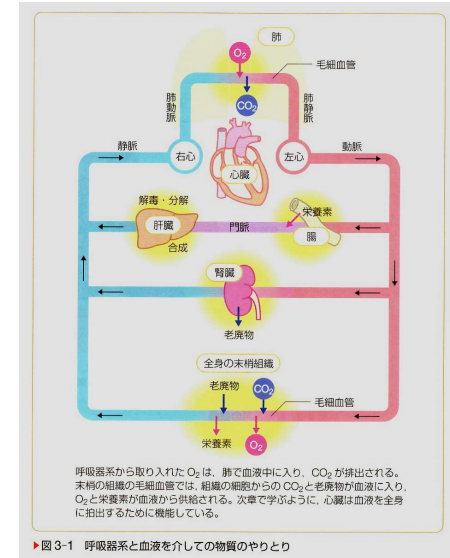 肺
O₂
毛細血管
肺動脈
CO₂
肺静脈
静脈
右心
左心
動脈
心臓
解毒・分解
栄養素
肝臓
門脈
腸
合成
腎臓
老廃物
全身の末梢組織
老廃物
CO₂
毛細血管
栄養素
O₂
呼吸器系から取り入れた O₂ は，肺で血液中に入り，CO₂ が排出される。
末梢の組織の毛細血管では，組織の細胞からの CO₂と老廃物が血液に入り，
O₂と栄養素が血液から供給される。次章で学ぶように，心臓は血液を全身
に拍出するために機能している。
▶図 3-1 呼吸器系と血液を介しての物質のやりとり